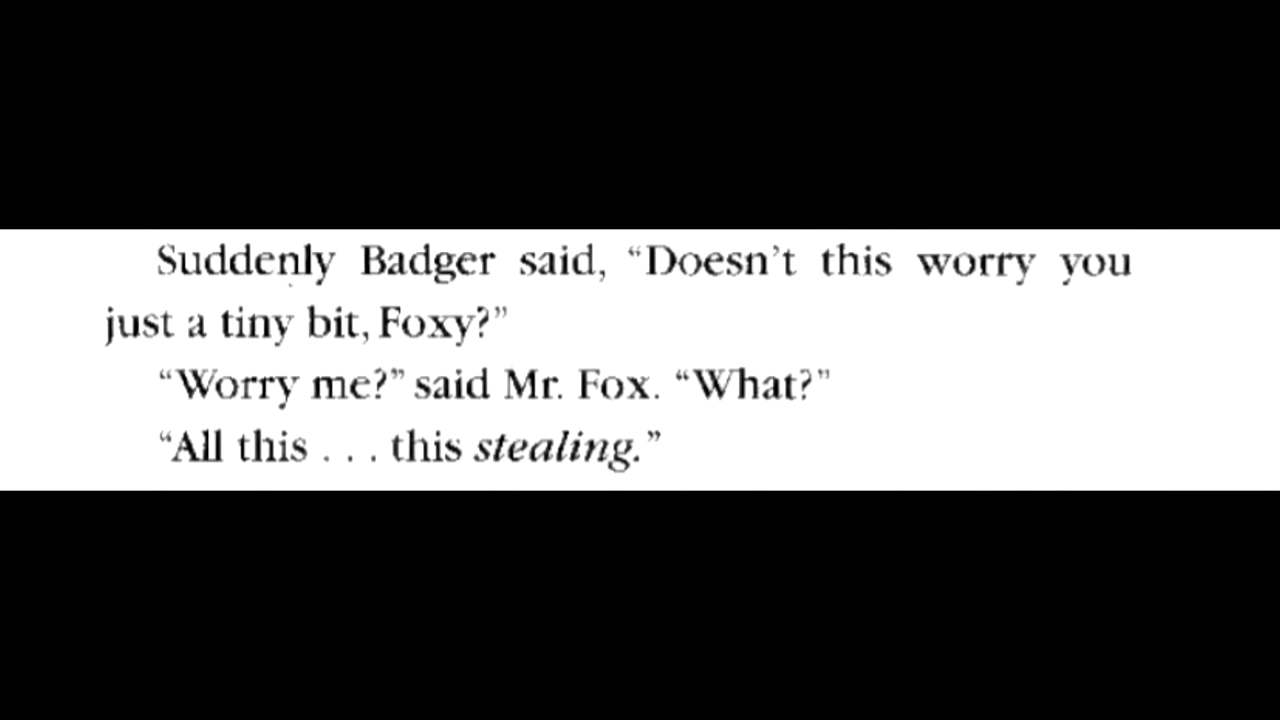 Suddenly Badger said, “Doesn’t this worry you
just a tiny bit, Foxy?”
“Worry me?” said Mr. Fox. “What?”
“All this . . . this stealing.”